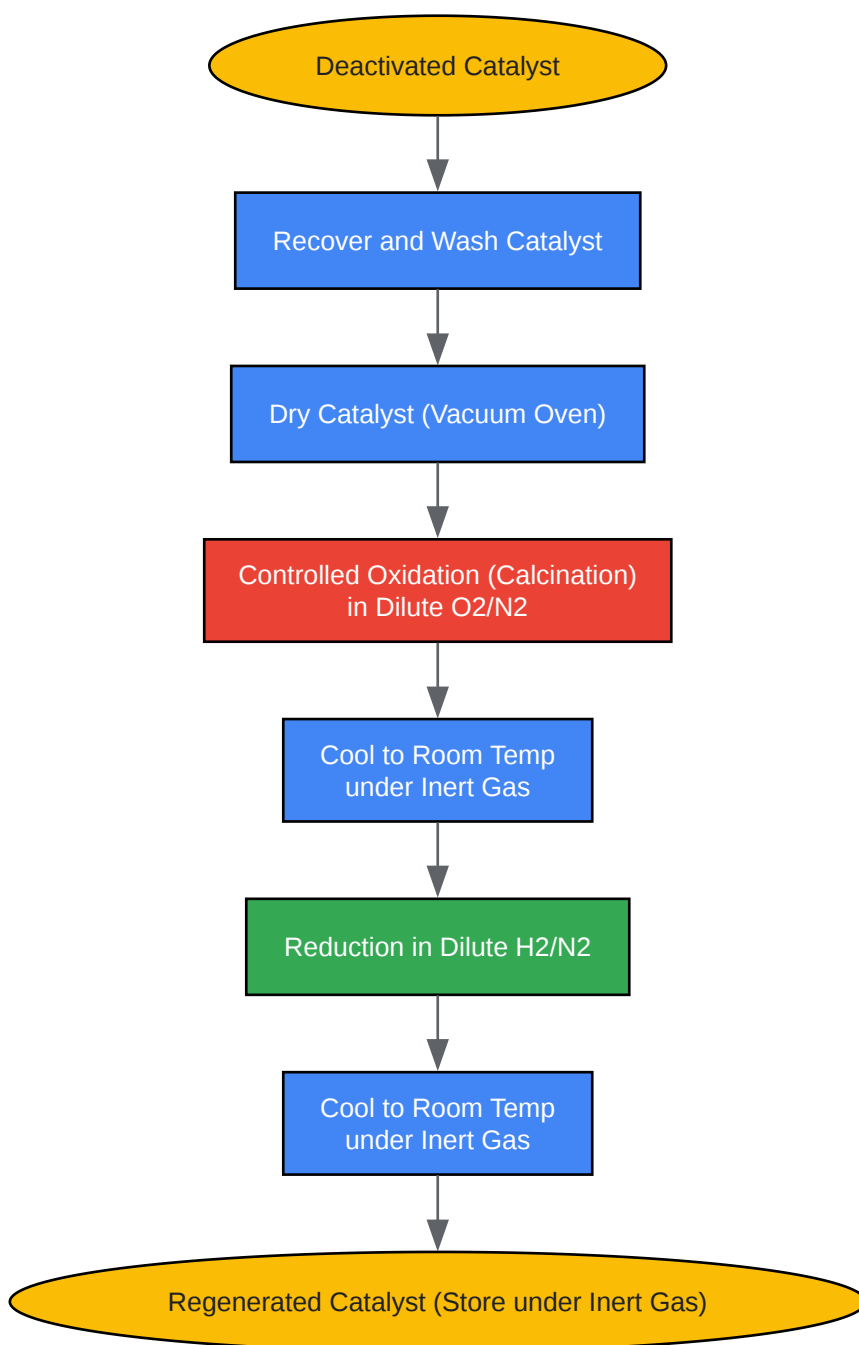 Deactivated Catalyst
Recover and Wash Catalyst
Dry Catalyst (Vacuum Oven)
Controlled Oxidation (Calcination)
in Dilute O2/N2
Cool to Room Temp
under Inert Gas
Reduction in Dilute H2/N2
Cool to Room Temp
under Inert Gas
Regenerated Catalyst (Store under Inert Gas)